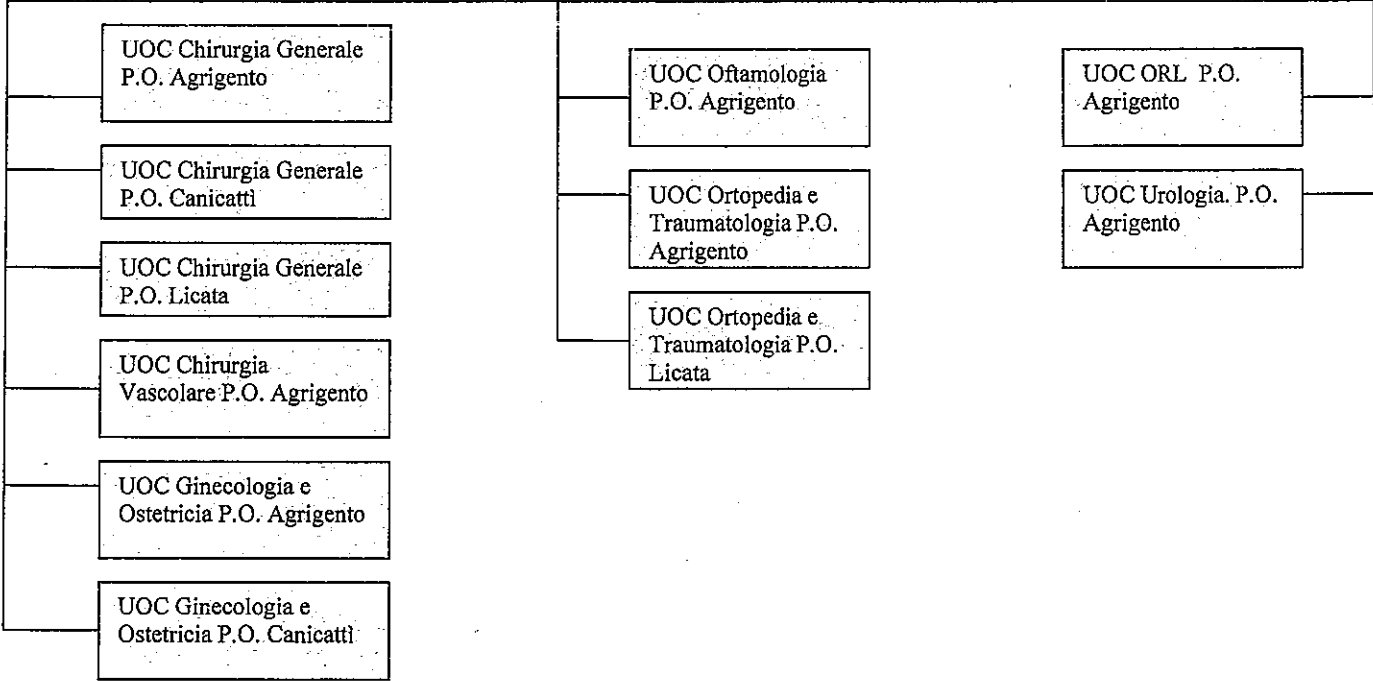 UOC Chirurgia Generale
P.O. Agrigento
UOC Chirurgia Generale
P.O. Canicattì
UOC Chirurgia Generale
P.O. Licata
UOC Chirurgia
Vascolare P.O. Agrigento
UOC Ginecologia e
Ostetricia P.O. Agrigento
UOC Ginecologia e
Ostetricia P.O. Canicattì
UOC Oftamologia
P.O. Agrigento
UOC Ortopedia e
Traumatologia P.O.
Agrigento
UOC Ortopedia e
Traumatologia P.O.
Licata
UOC ORL P.O.
Agrigento
UOC Urologia. P.O.
Agrigento